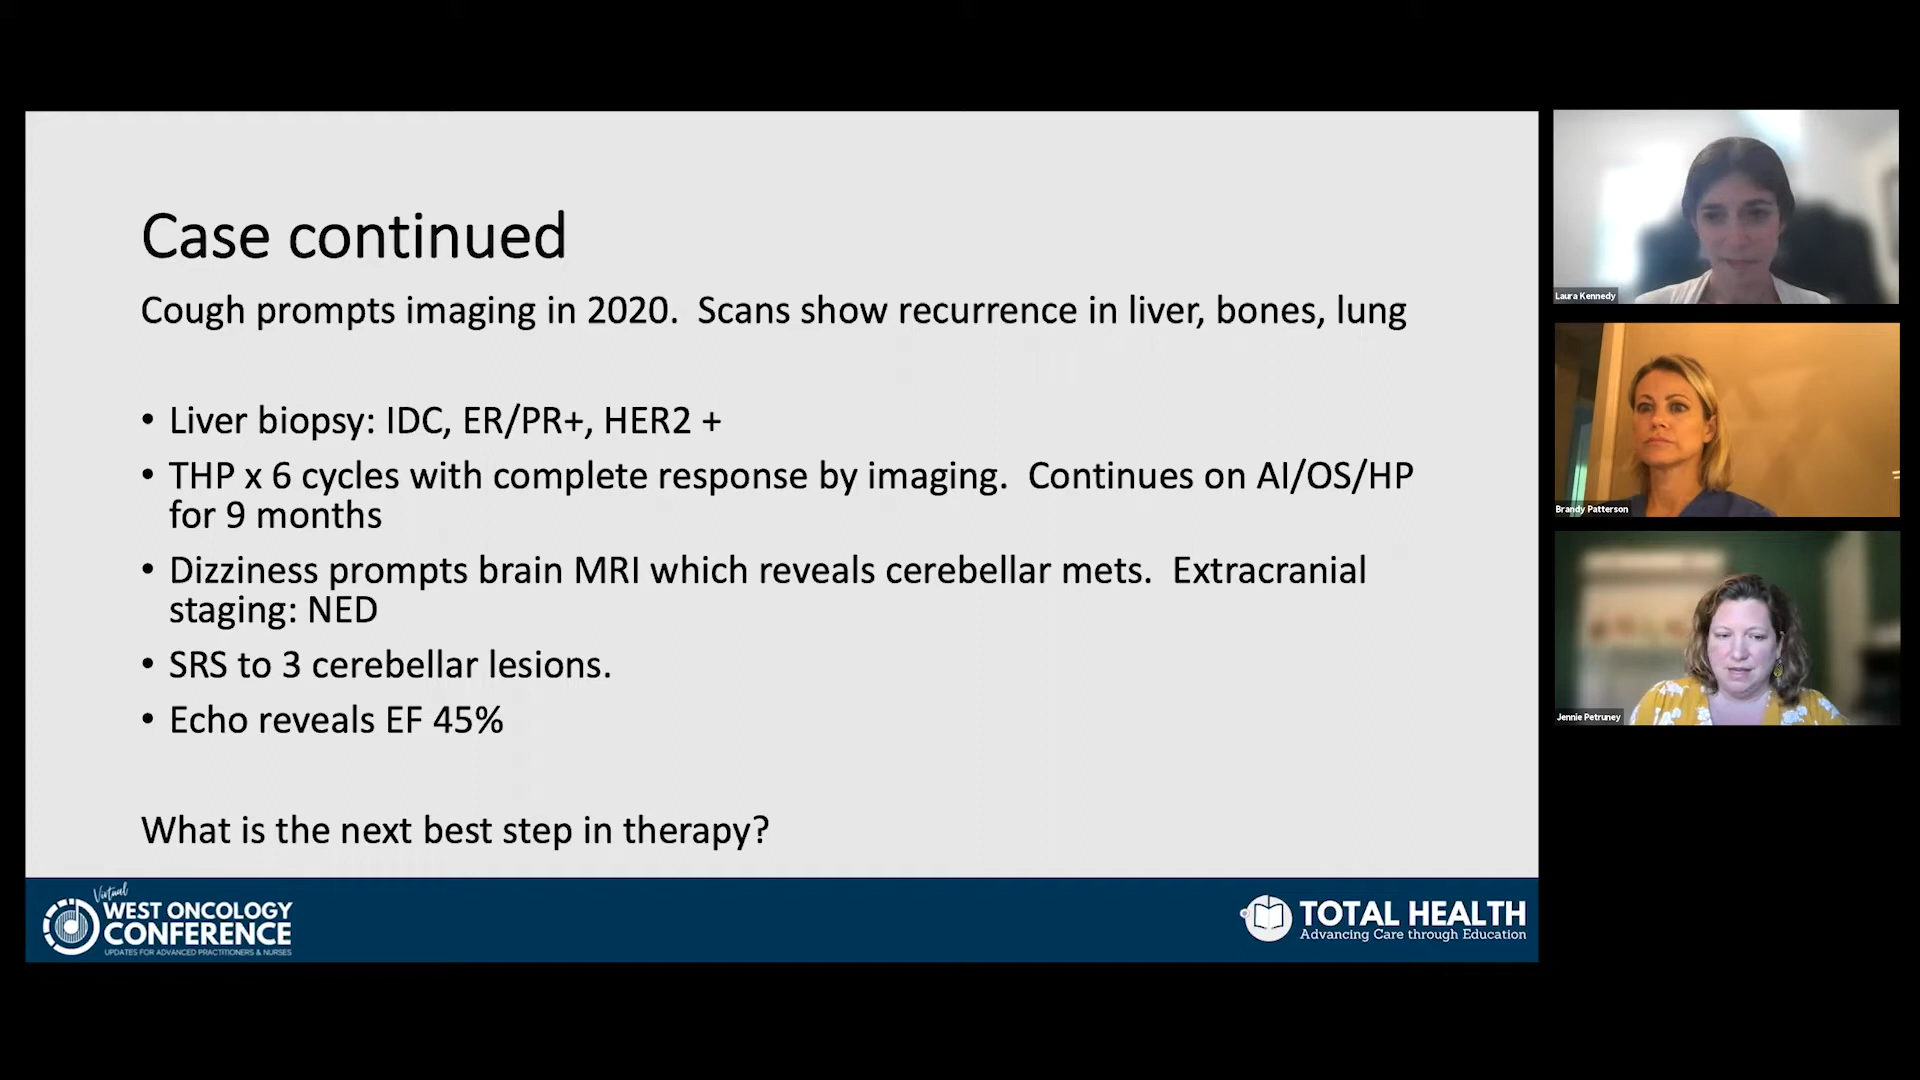 Case continued
Cough prompts imaging in 2020.  Scans show recurrence in liver, bones, lung
• Liver biopsy: IDC, ER/PR+, HER2 +
• THP x 6 cycles with complete response by imaging.  Continues on AI/OS/HP
for 9 months
• Dizziness prompts brain MRI which reveals cerebellar mets.  Extracranial
staging: NED
• SRS to 3 cerebellar lesions.
• Echo reveals EF 45%
What is the next best step in therapy?
Virtual
WEST ONCOLOGY
CONFERENCE
UPDATES FOR ADVANCED PRACTITIONERS & NURSES
TOTAL HEALTH
Advancing Care through Education
Laura Kennedy
Brandy Patterson
Jennie Petruney